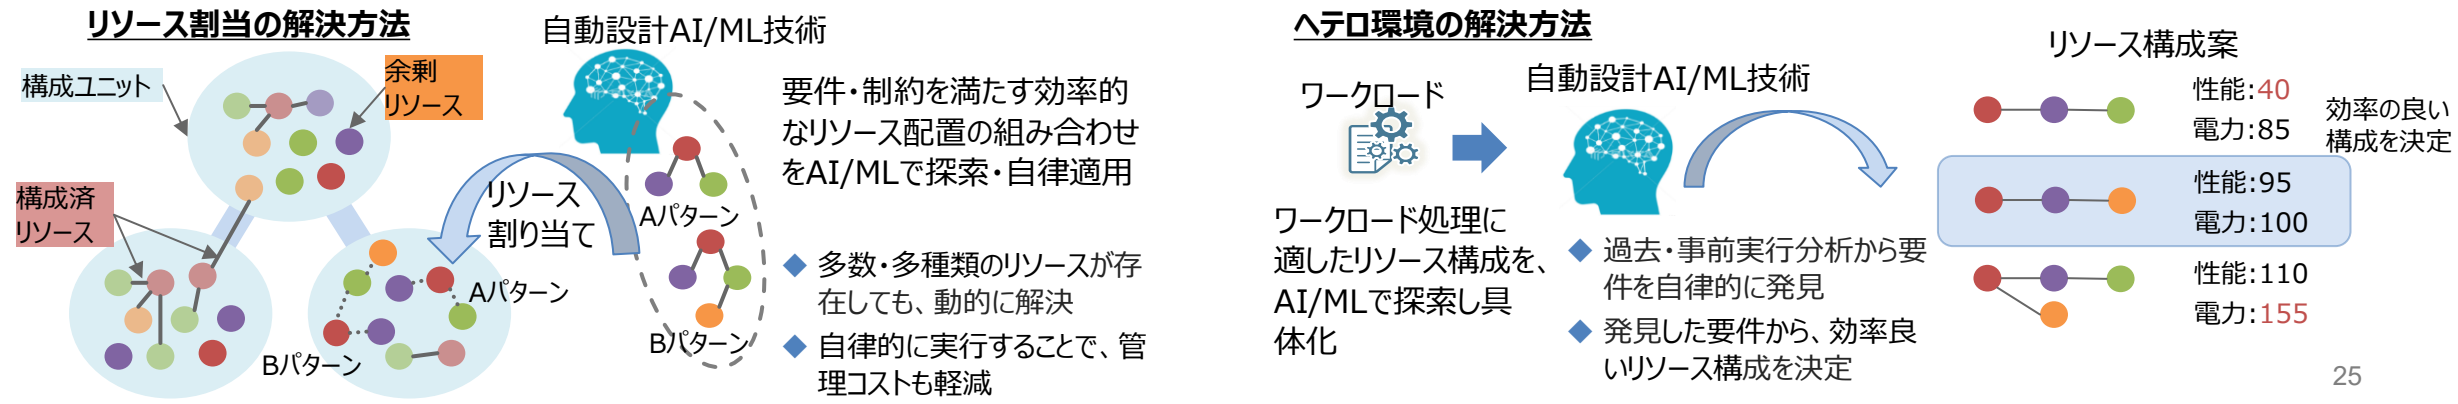 リソース割当の解決方法
自動設計AI/ML技術
構成ユニット
余剰
リソース
構成済
リソース
要件・制約を満たす効率的
なリソース配置の組み合わせ
をAI/MLで探索・自律適用
リソース
割り当て
Aパターン
Bパターン
Aパターン
Bパターン
◆ 多数・多種類のリソースが存
在しても、動的に解決
◆ 自律的に実行することで、管
理コストも軽減
ヘテロ環境の解決方法
ワークロード
自動設計AI/ML技術
ワークロード処理に
適したリソース構成を、
AI/MLで探索し具
体化
◆ 過去・事前実行分析から要
件を自律的に発見
◆ 発見した要件から、効率良
いリソース構成を決定
リソース構成案
性能:40
電力:85
効率の良い
構成を決定
性能:95
電力:100
性能:110
電力:155
25